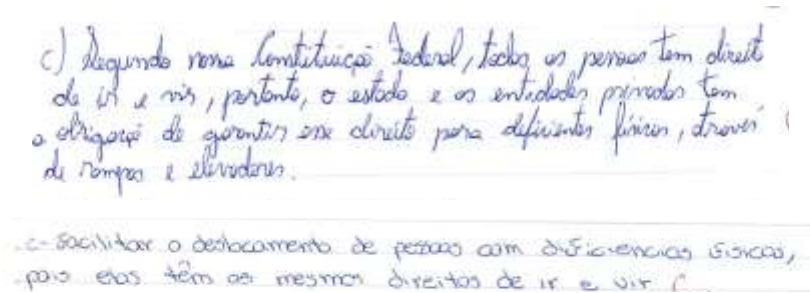 c) Segundo nossa Constituição Federal, todas as pessoas tem direito
de ir e vir, portanto, o estado e as entidades privadas tem
a obrigação de garantir esse direito para deficientes físicos, através
de rampas e elevadores.
c- Facilitar o deslocamento de pessoas com deficiencias físicas,
pois elas têm os mesmos direitos de ir e vir